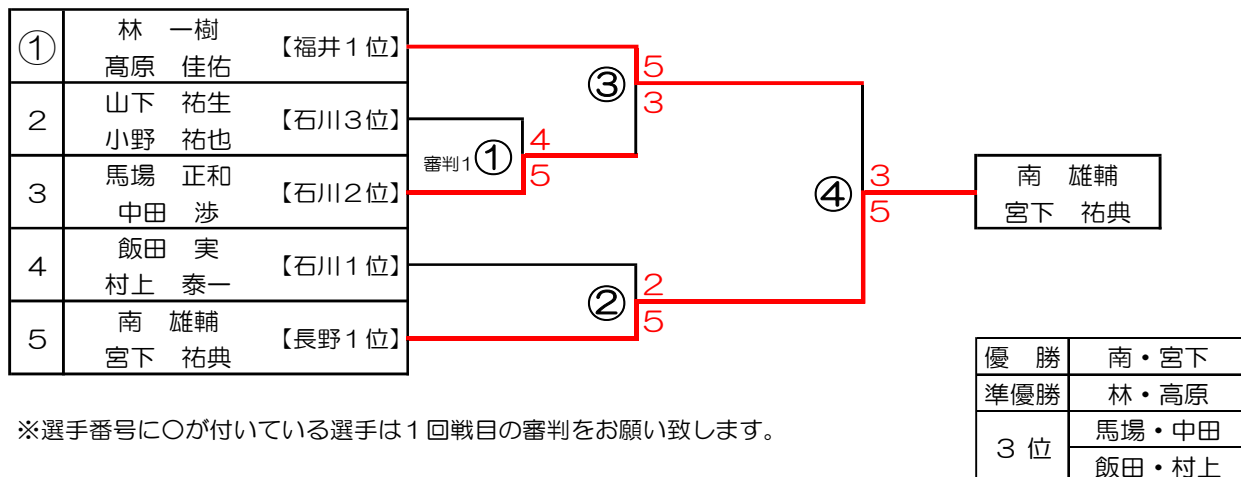 ① 林 一樹 【福井1位】
髙原 佳佑
2 山下 祐生 【石川3位】
小野 祐也
3 馬場 正和 【石川2位】
中田 渉
4 飯田 実 【石川1位】
村上 泰一
5 南 雄輔 【長野1位】
宮下 祐典
審判1 ①
4
5
③
5
3
②
2
5
④
3
5
南 雄輔
宮下 祐典
優 勝 南・宮下
準優勝 林・高原
3 位 馬場・中田
飯田・村上
※選手番号に〇が付いている選手は1回戦目の審判をお願い致します。